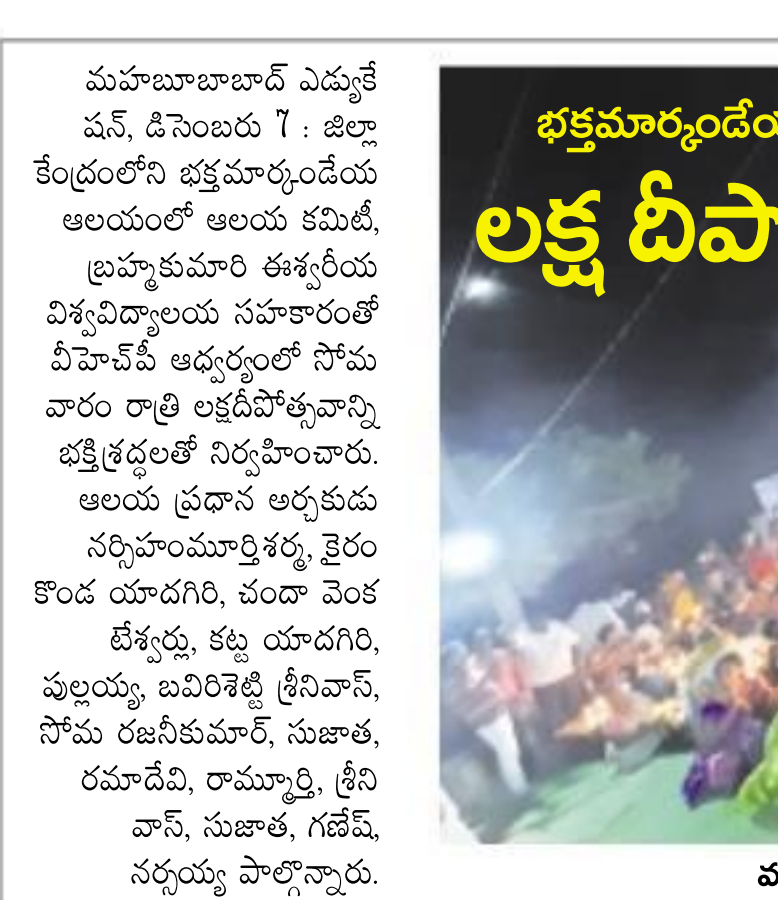 మహబూబాబాద్ ఎడ్యుకే
షన్, డిసెంబరు 7 : జిల్లా
కేంద్రంలోని భక్తమార్కండేయ
ఆలయంలో ఆలయ కమిటీ,
బ్రహ్మకుమారి ఈశ్వరీయ
విశ్వవిద్యాలయ సహకారంతో
వీహెచ్‌పీ ఆధ్వర్యంలో సోమ
వారం రాత్రి లక్షదీపోత్సవాన్ని
భక్తిశ్రద్ధలతో నిర్వహించారు.
ఆలయ ప్రధాన అర్చకుడు
నర్సిహంమూర్తిశర్మ, కైరం
కొండ యాదగిరి, చందా వెంక
టేశ్వర్లు, కట్ట యాదగిరి,
పుల్లయ్య, బవిరిశెట్టి శ్రీనివాస్,
సోమ రజనీకుమార్, సుజాత,
రమాదేవి, రామ్మూర్తి, శ్రీని
వాస్, సుజాత, గణేష్,
నర్సయ్య పాల్గొన్నారు.
భక్తమార్కండేయ
లక్ష దీపా